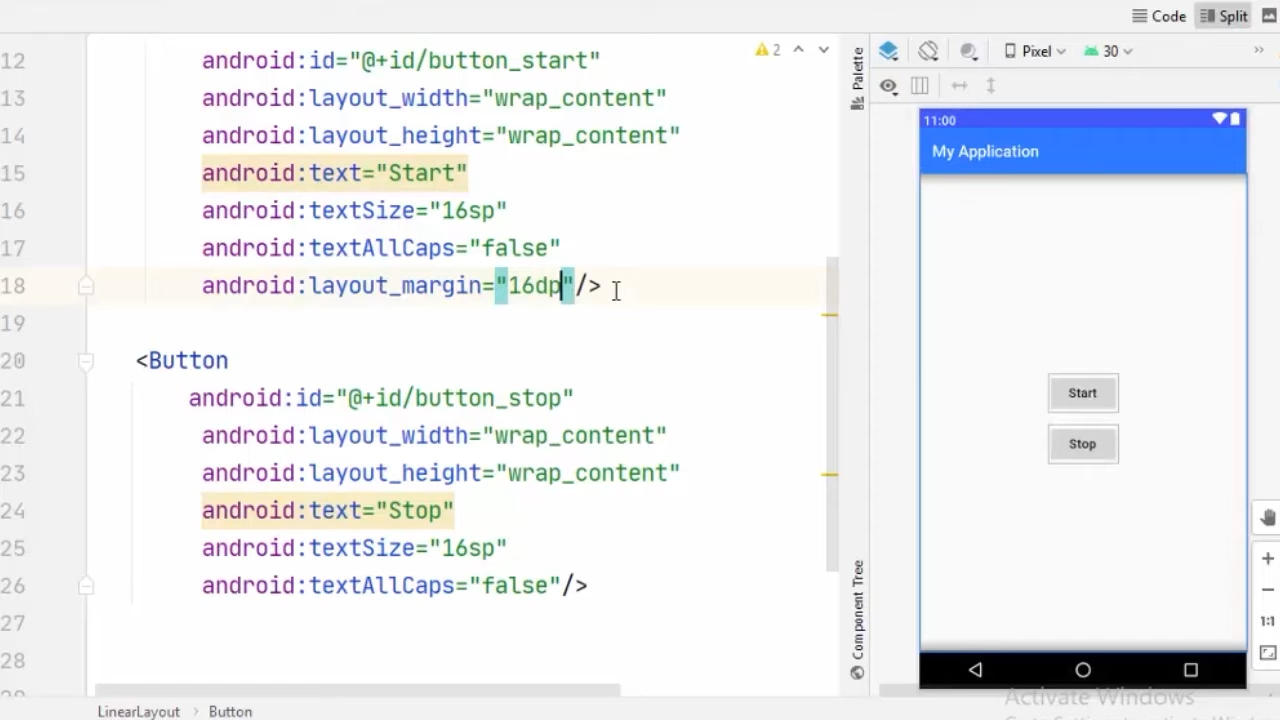 Code
Split
12 android:id="@+id/button_start"
13 android:layout_width="wrap_content"
14 android:layout_height="wrap_content"
15 android:text="Start"
16 android:textSize="16sp"
17 android:textAllCaps="false"
18 android:layout_margin="16dp"/>
19
20 <Button
21 android:id="@+id/button_stop"
22 android:layout_width="wrap_content"
23 android:layout_height="wrap_content"
24 android:text="Stop"
25 android:textSize="16sp"
26 android:textAllCaps="false"/>
27
28
2
Palette
Component Tree
Pixel
30
»
11:00
My Application
Start
Stop
1:1
Activate Windows
LinearLayout › Button